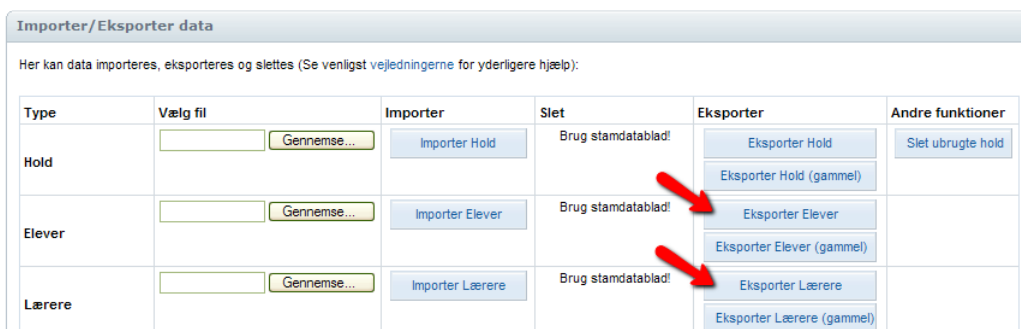 Importer/Eksporter data
Her kan data importeres, eksporteres og slettes (Se venligst vejledningerne for yderligere hjælp):
Type Vælg fil Importer Slet Eksporter Andre funktioner
Hold Gennemse... Importer Hold Brug stamdatablad! Eksporter Hold Slet ubrugte hold
Eksporter Hold (gammel)
Elever Gennemse... Importer Elever Brug stamdatablad! Eksporter Elever
Eksporter Elever (gammel)
Lærere Gennemse... Importer Lærere Brug stamdatablad! Eksporter Lærere
Eksporter Lærere (gammel)